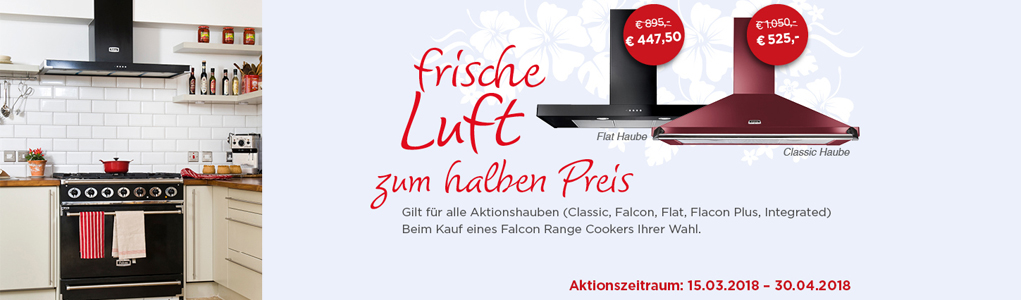 € 895,-
€ 447,50
€ 1.050,-
€ 525,-
frische
Luft
zum halben Preis
Flat Haube
Classic Haube
Gilt für alle Aktionshauben (Classic, Falcon, Flat, Flacon Plus, Integrated)
Beim Kauf eines Falcon Range Cookers Ihrer Wahl.
Aktionszeitraum: 15.03.2018 – 30.04.2018